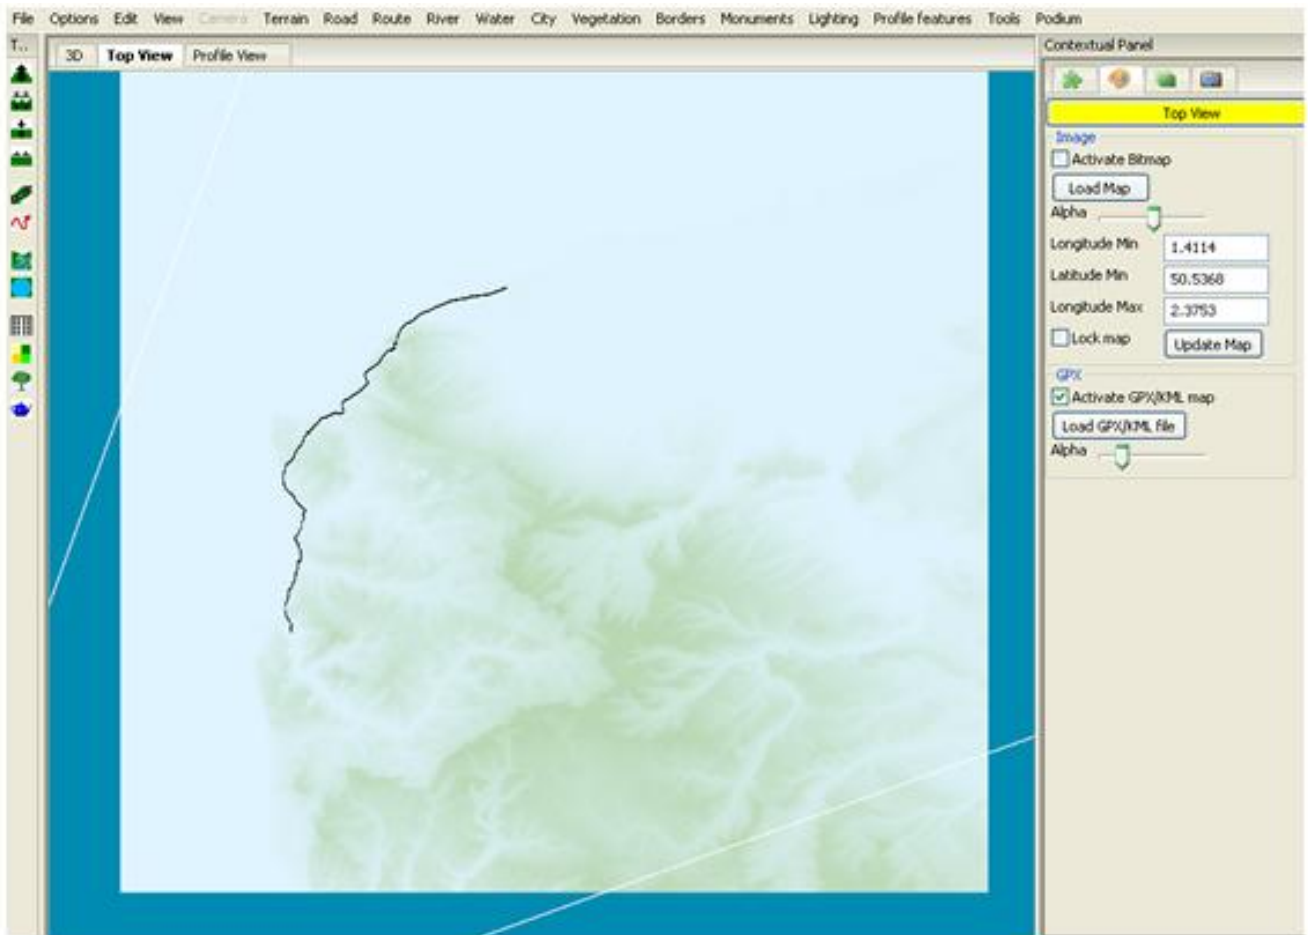 File Options Edit View Camera Terrain Road Route River Water City Vegetation Borders Monuments Lighting Profile features Tools Podium
T...
3D Top View Profile View
Contextual Panel
Top View
Image
Activate Bitmap
Load Map
Alpha
Longitude Min 1.4114
Latitude Min 50.5368
Longitude Max 2.3753
Lock map Update Map
GPX
Activate GPX/KML map
Load GPX/KML file
Alpha